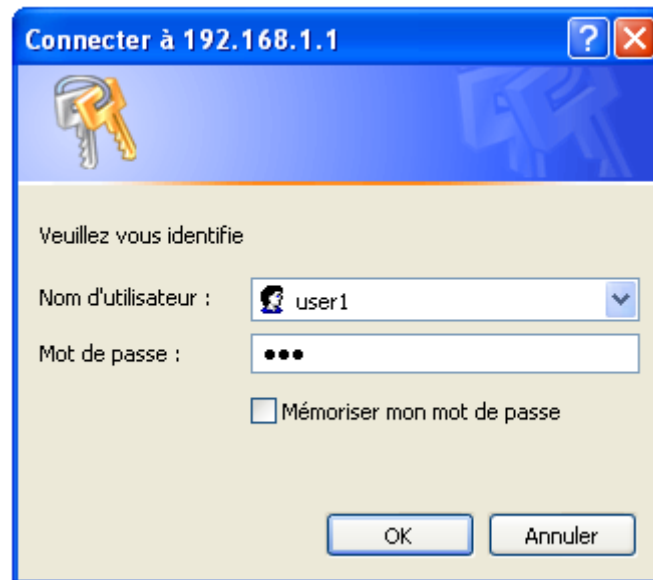 Connecter à 192.168.1.1
Veuillez vous identifie
Nom d'utilisateur : user1
Mot de passe : •••
Mémoriser mon mot de passe
OK Annuler